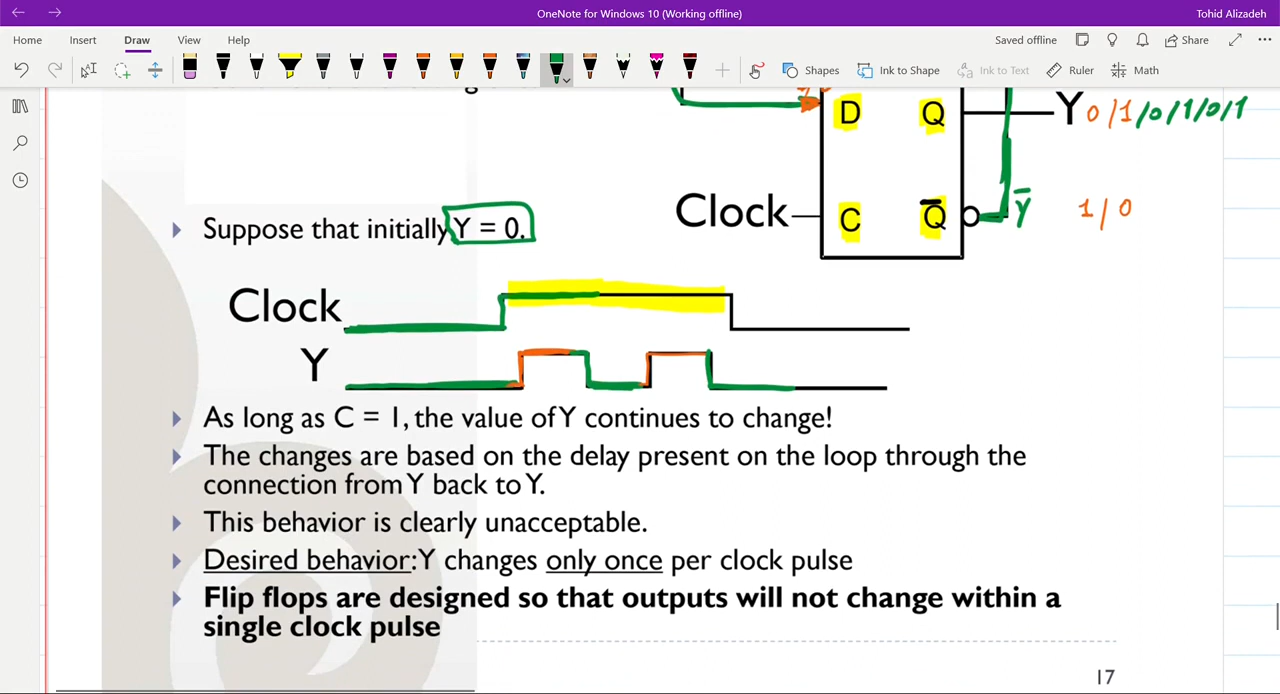 OneNote for Windows 10 (Working offline)
Tohid Alizadeh
Home Insert Draw View Help
Saved offline
Share
Shapes
Ink to Shape
Ink to Text
Ruler
Math
D Q Y 0/1/0/1/0/1
Clock C Q̅ Y̅ 1/0
Suppose that initially Y = 0.
Clock
Y
As long as C = 1, the value of Y continues to change!
The changes are based on the delay present on the loop through the
connection from Y back to Y.
This behavior is clearly unacceptable.
Desired behavior: Y changes only once per clock pulse
Flip flops are designed so that outputs will not change within a
single clock pulse
17